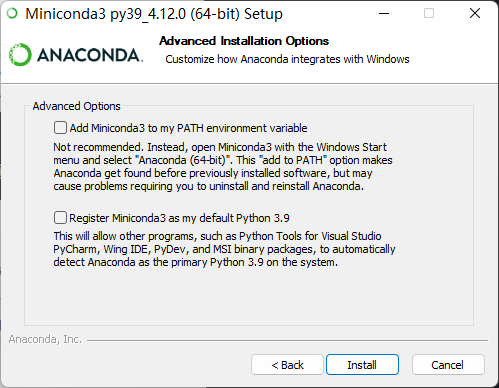 Miniconda3 py39_4.12.0 (64-bit) Setup
ANACONDA.
Advanced Installation Options
Customize how Anaconda integrates with Windows
Advanced Options
Add Miniconda3 to my PATH environment variable
Not recommended. Instead, open Miniconda3 with the Windows Start
menu and select "Anaconda (64-bit)". This "add to PATH" option makes
Anaconda get found before previously installed software, but may
cause problems requiring you to uninstall and reinstall Anaconda.
Register Miniconda3 as my default Python 3.9
This will allow other programs, such as Python Tools for Visual Studio
PyCharm, Wing IDE, PyDev, and MSI binary packages, to automatically
detect Anaconda as the primary Python 3.9 on the system.
Anaconda, Inc.
< Back
Install
Cancel